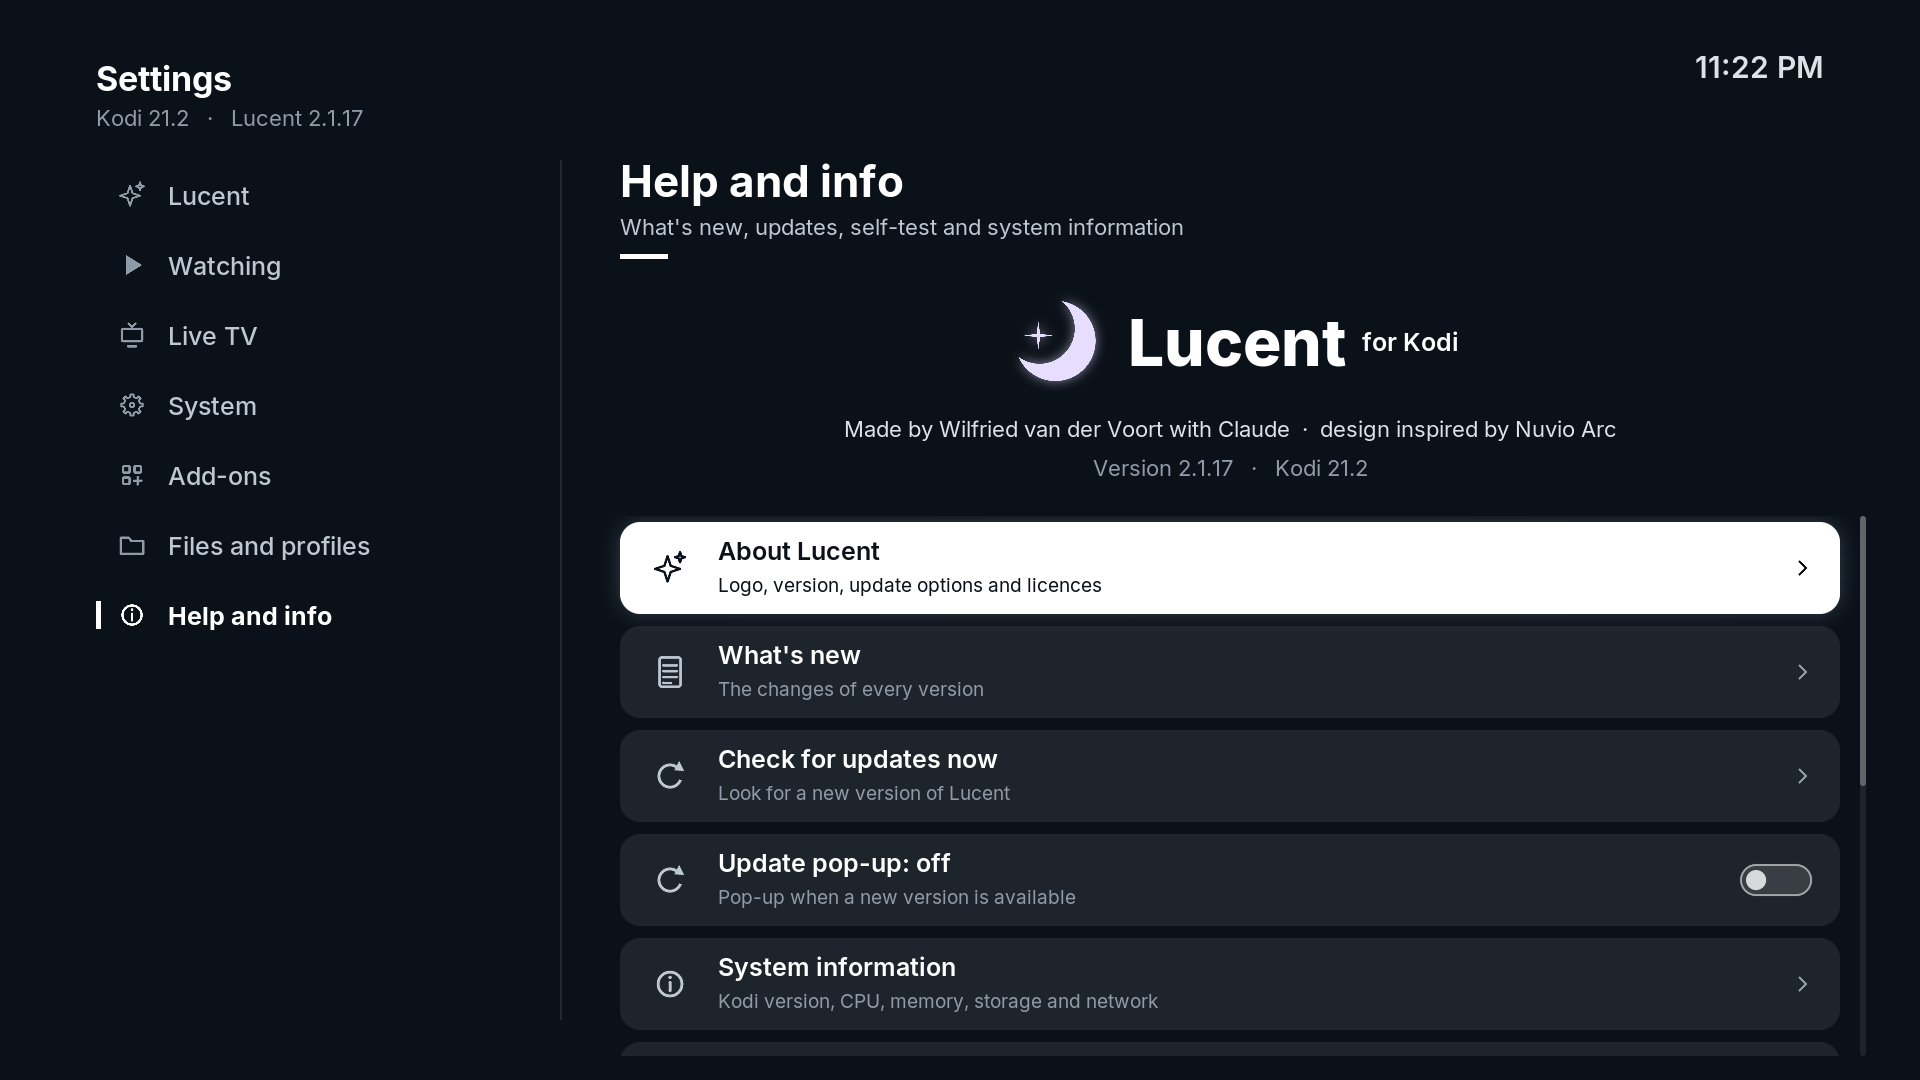 Settings
Kodi 21.2 · Lucent 2.1.17
11:22 PM
Lucent
Watching
Live TV
System
Add-ons
Files and profiles
Help and info
Help and info
What's new, updates, self-test and system information
Lucent for Kodi
Made by Wilfried van der Voort with Claude · design inspired by Nuvio Arc
Version 2.1.17 · Kodi 21.2
About Lucent
Logo, version, update options and licences
What's new
The changes of every version
Check for updates now
Look for a new version of Lucent
Update pop-up: off
Pop-up when a new version is available
System information
Kodi version, CPU, memory, storage and network